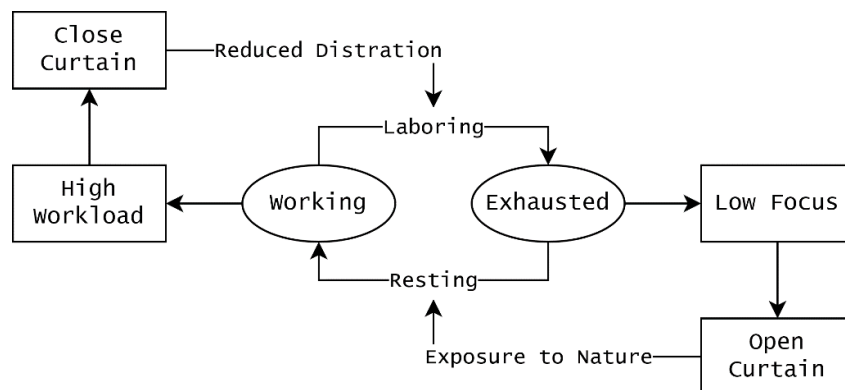 Close
Curtain
Reduced Distration
Laboring
High
Workload
Working
Exhausted
Low Focus
Resting
Exposure to Nature
Open
Curtain